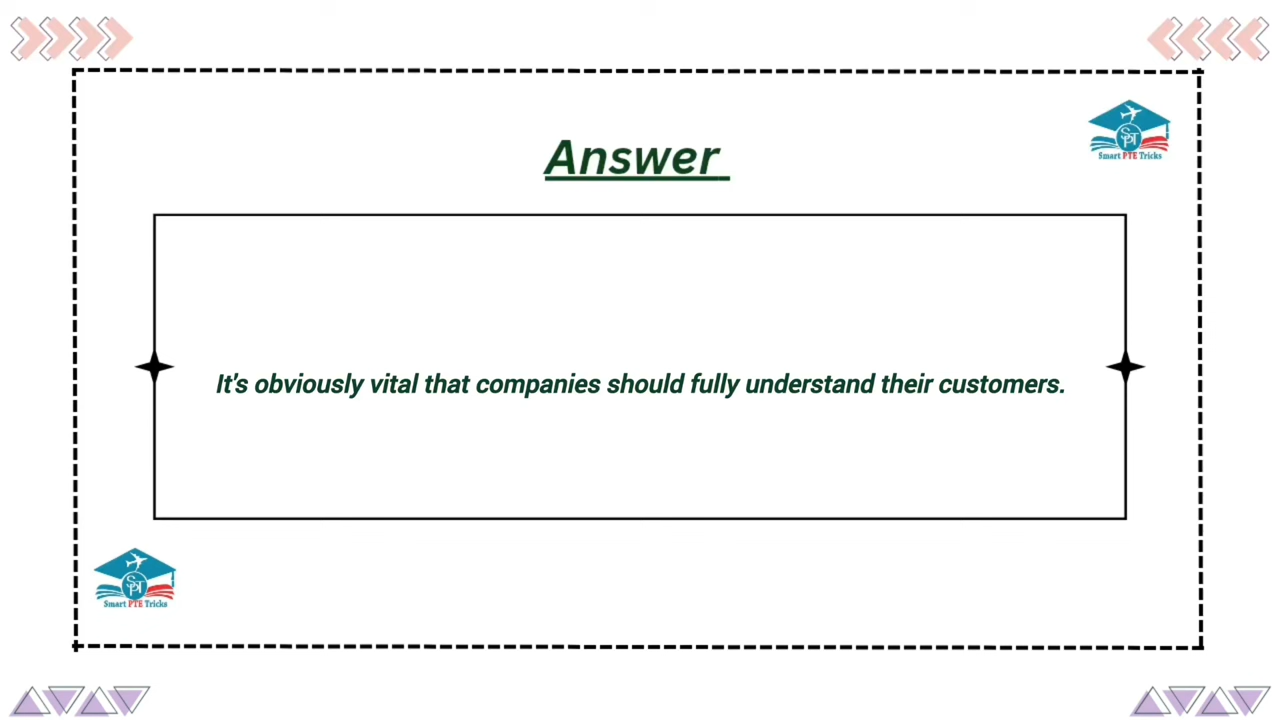 Smart PTE Tricks
Answer
It's obviously vital that companies should fully understand their customers.
Smart PTE Tricks